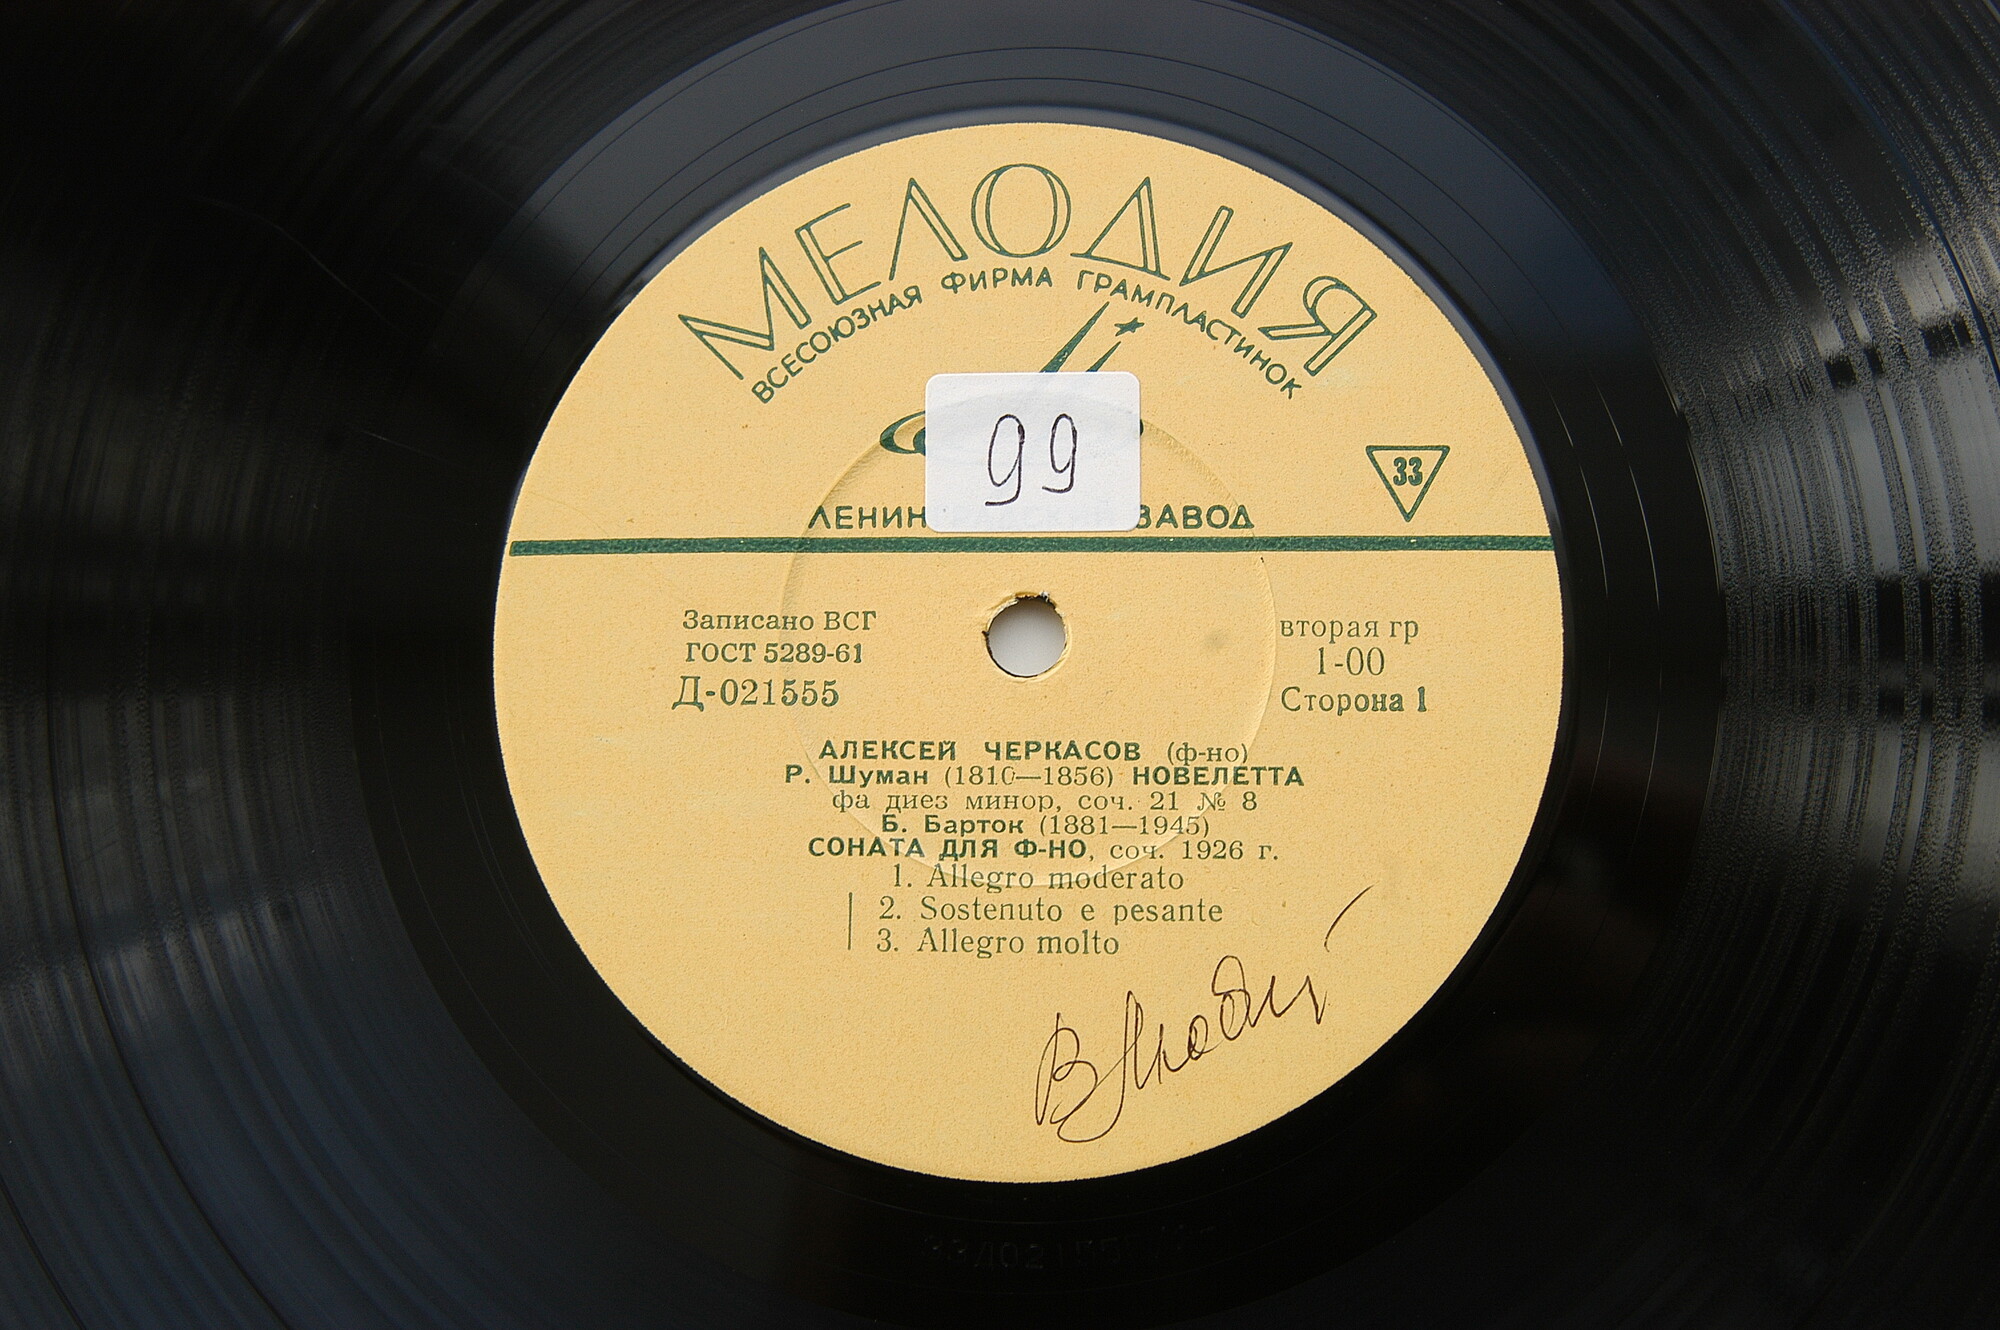 МЕЛОДИЯ
ВСЕСОЮЗНАЯ ФИРМА ГРАМПЛАСТИНОК
99
33
ЗАВОД
Записано ВСГ
ГОСТ 5289-61
Д-021555
вторая гр
1-00
Сторона 1
АЛЕКСЕЙ ЧЕРКАСОВ (ф-но)
Р. Шуман (1810—1856) НОВЕЛЕТТА
фа диез минор, соч. 21 № 8
Б. Барток (1881—1945)
СОНАТА ДЛЯ Ф-НО, соч. 1926 г.
1. Allegro moderato
2. Sostenuto e pesante
3. Allegro molto